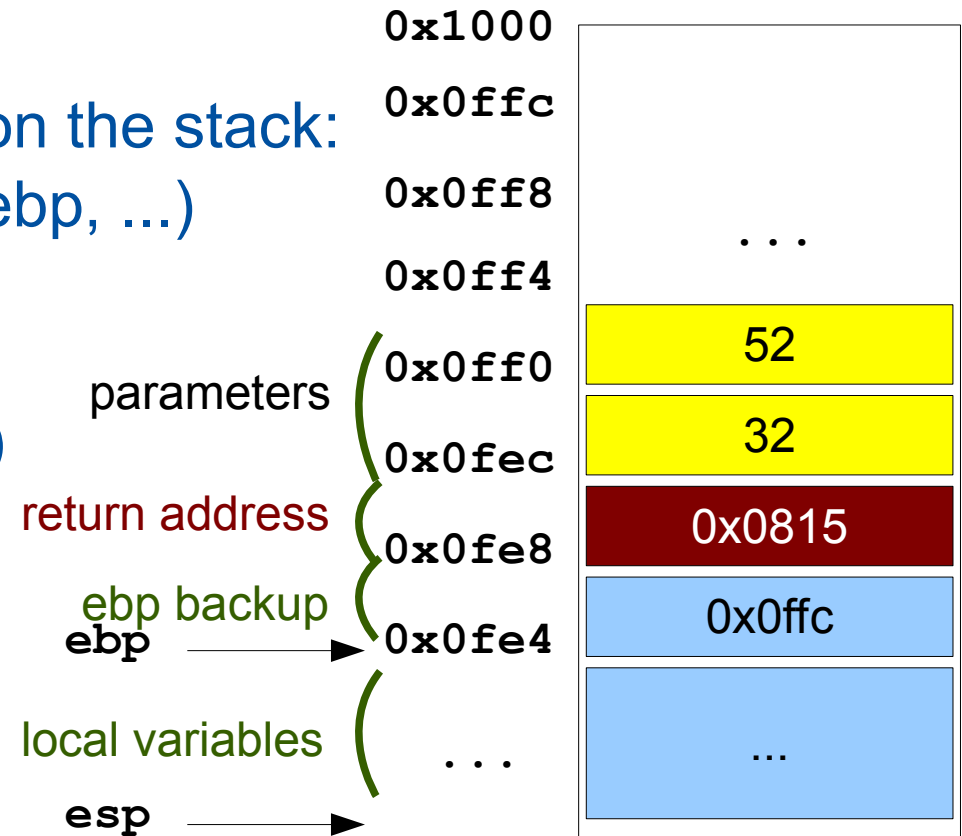 0x1000
on the stack:
0x0ffc
ebp, ...)
0x0ff8
...
0x0ff4
52
0x0ff0
parameters
32
)
0x0fec
return address
0x0815
0x0fe8
ebp backup
0x0ffc
ebp
0x0fe4
local variables
...
...
esp